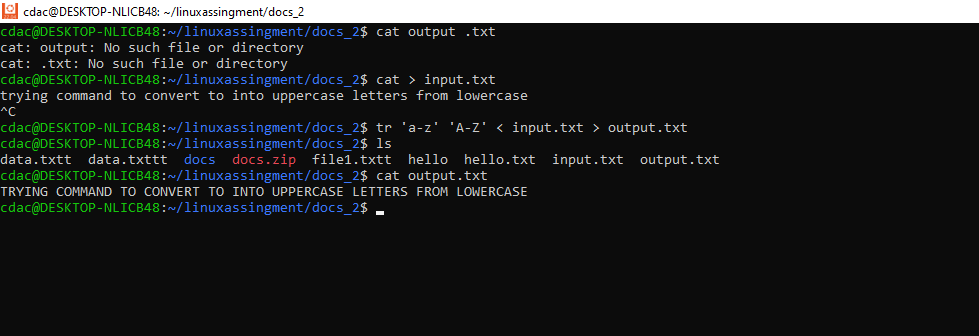 cdac@DESKTOP-NLICB48: ~/linuxassingment/docs_2
cdac@DESKTOP-NLICB48:~/linuxassingment/docs_2$ cat output .txt
cat: output: No such file or directory
cat: .txt: No such file or directory
cdac@DESKTOP-NLICB48:~/linuxassingment/docs_2$ cat > input.txt
trying command to convert to into uppercase letters from lowercase
^C
cdac@DESKTOP-NLICB48:~/linuxassingment/docs_2$ tr 'a-z' 'A-Z' < input.txt > output.txt
cdac@DESKTOP-NLICB48:~/linuxassingment/docs_2$ ls
data.txtt  data.txttt  docs  docs.zip  file1.txtt  hello  hello.txt  input.txt  output.txt
cdac@DESKTOP-NLICB48:~/linuxassingment/docs_2$ cat output.txt
TRYING COMMAND TO CONVERT TO INTO UPPERCASE LETTERS FROM LOWERCASE
cdac@DESKTOP-NLICB48:~/linuxassingment/docs_2$